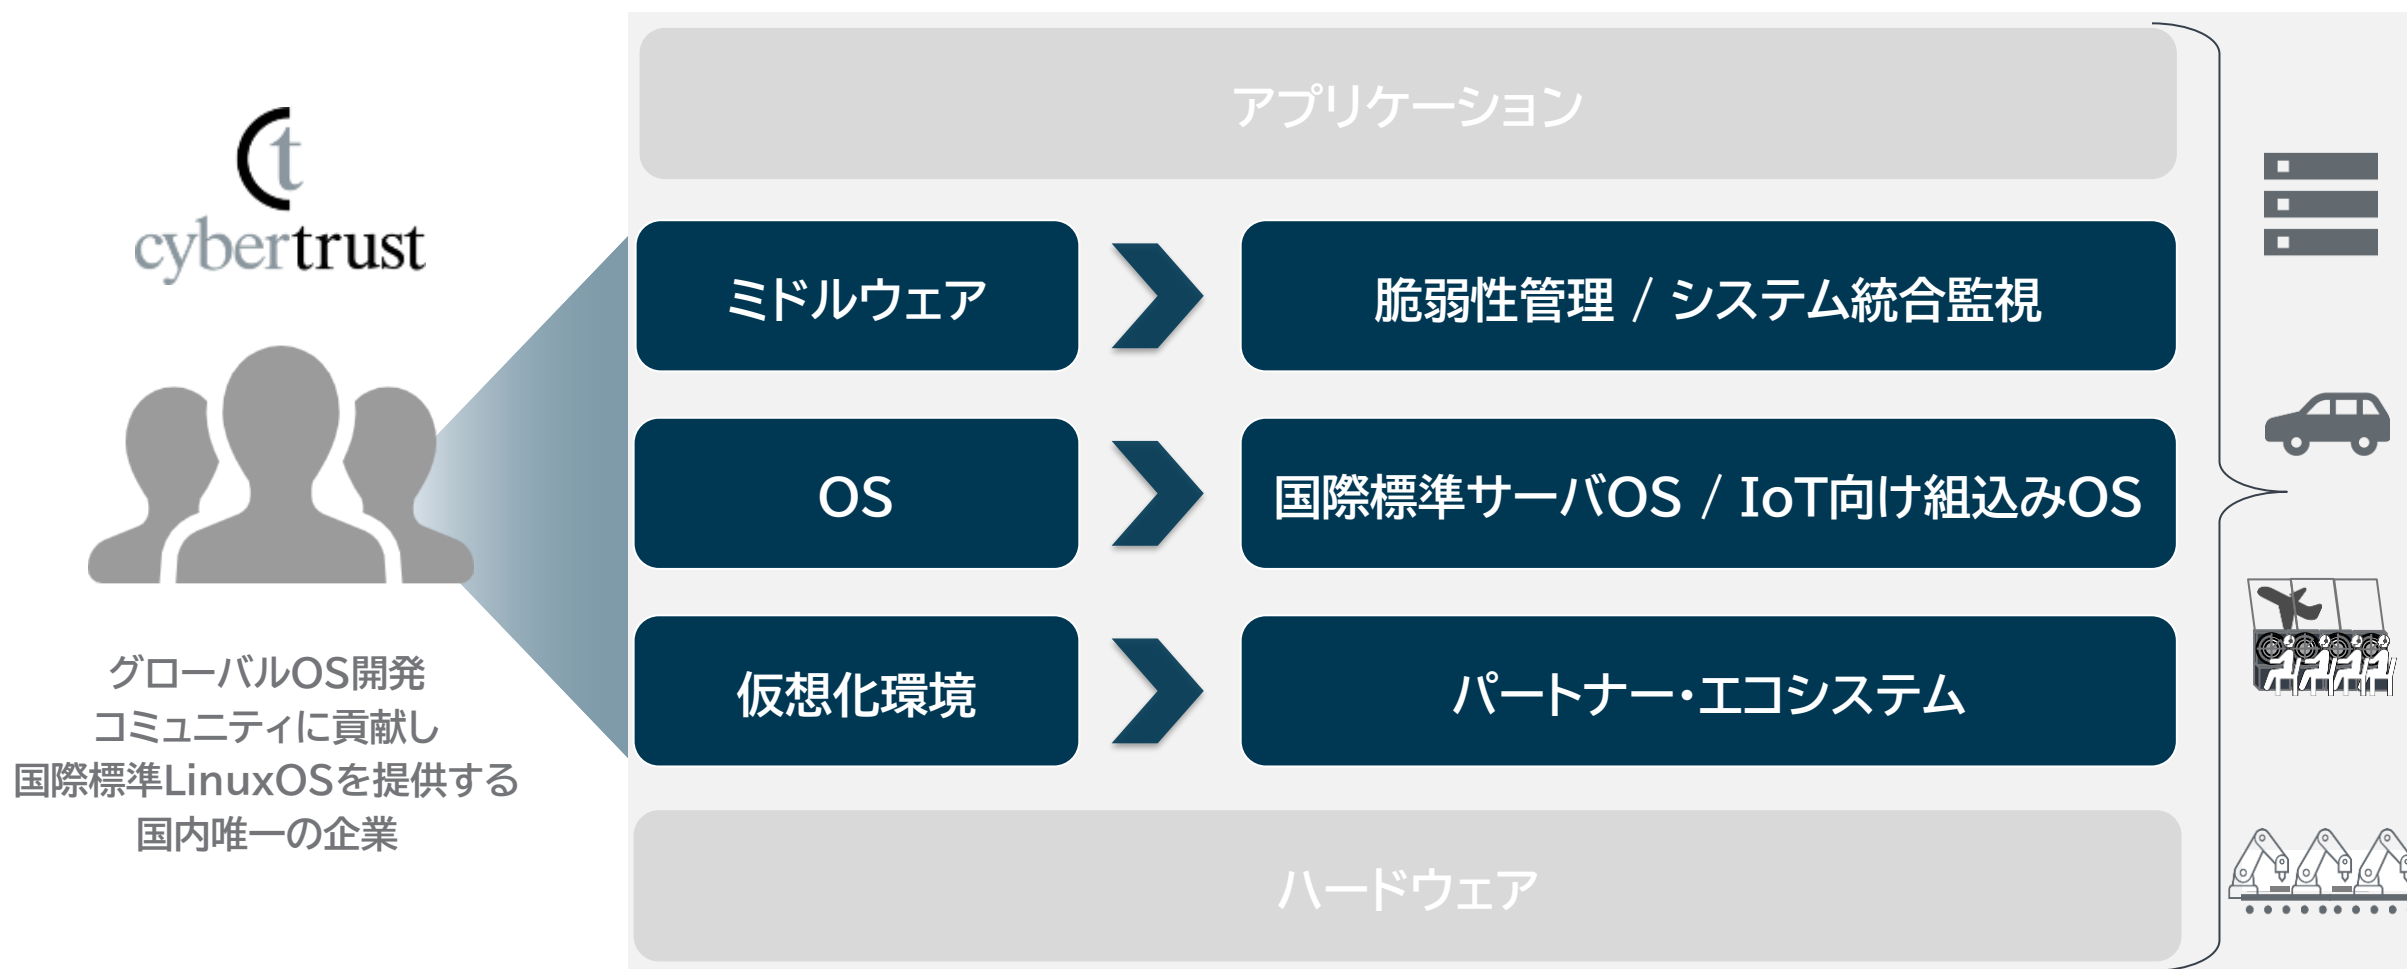 cybertrust
グローバルOS開発
コミュニティに貢献し
国際標準LinuxOSを提供する
国内唯一の企業
アプリケーション
ミドルウェア
脆弱性管理 / システム統合監視
OS
国際標準サーバOS / IoT向け組込みOS
仮想化環境
パートナー・エコシステム
ハードウェア